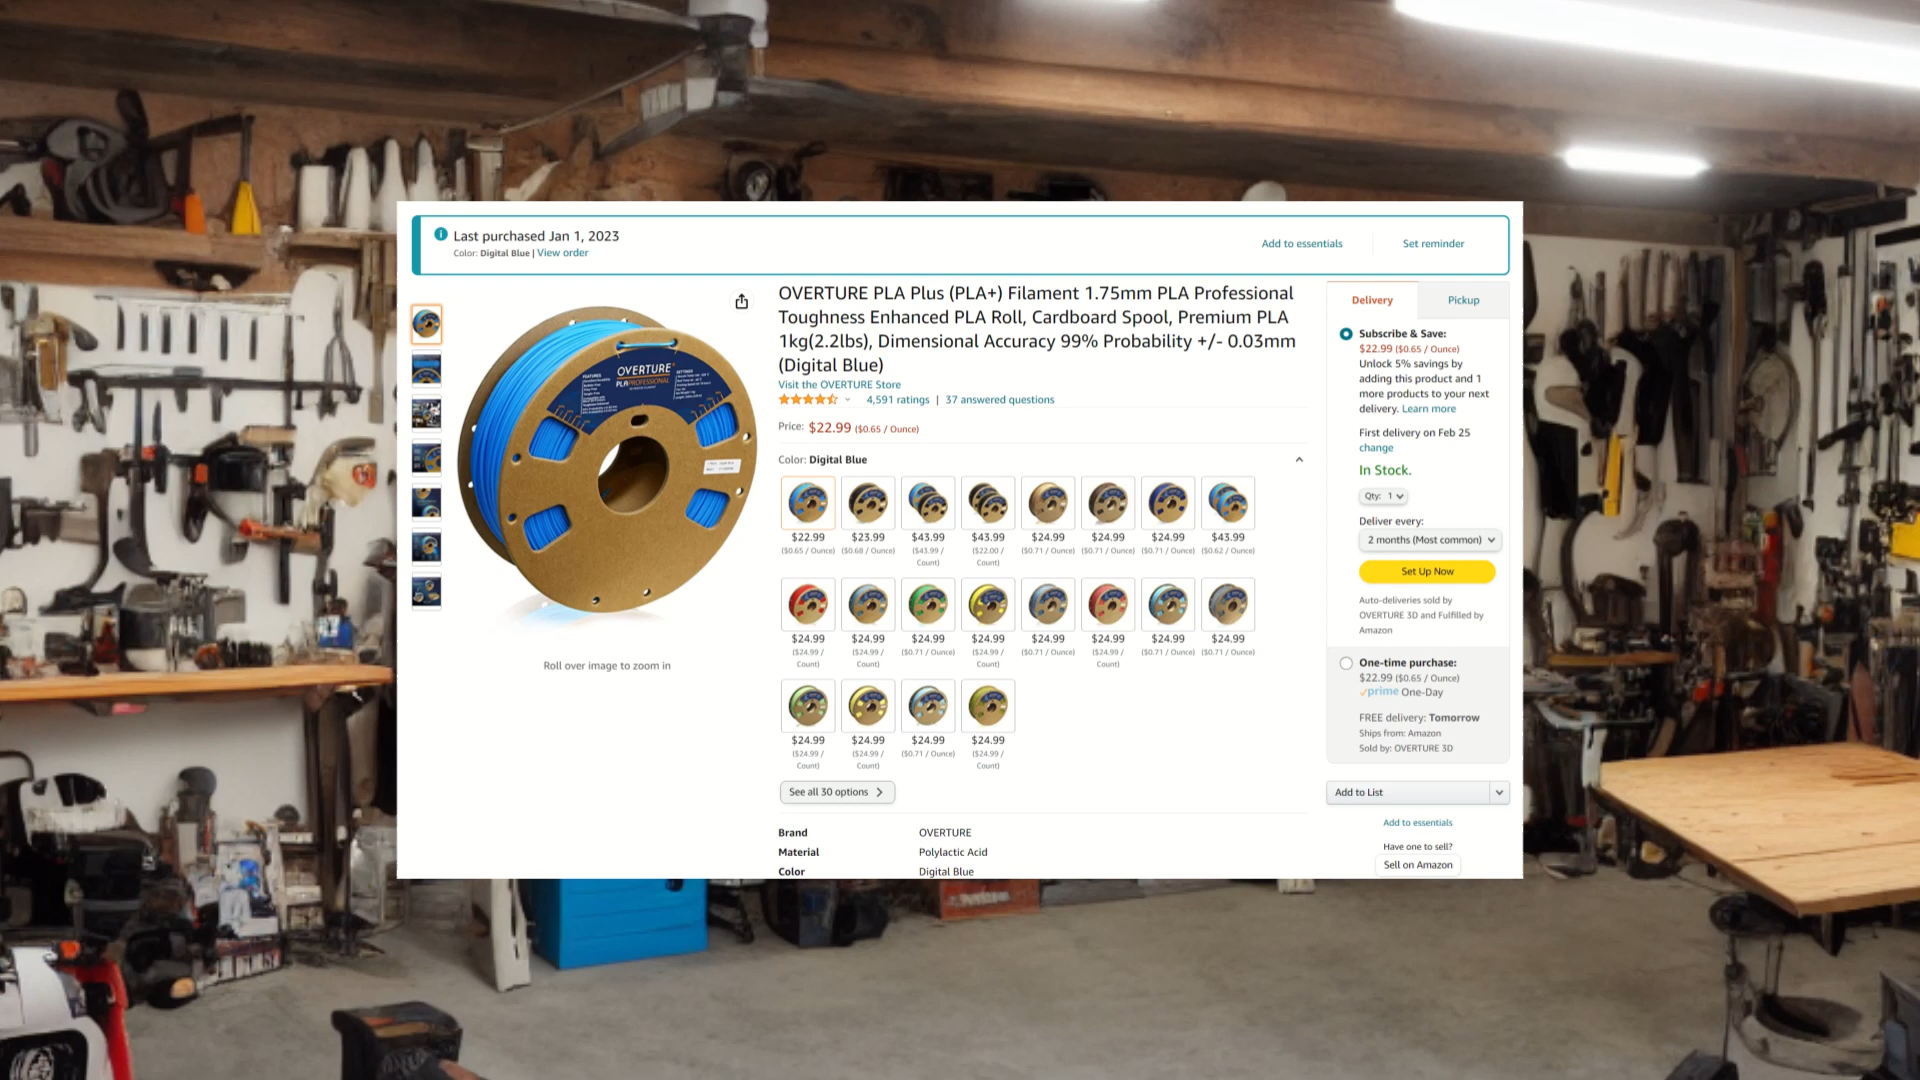 Last purchased Jan 1, 2023
Color: Digital Blue | View order
Add to essentials
Set reminder
OVERTURE
PLA PROFESSIONAL
FEATURES
SETTINGS
Roll over image to zoom in
OVERTURE PLA Plus (PLA+) Filament 1.75mm PLA Professional
Toughness Enhanced PLA Roll, Cardboard Spool, Premium PLA
1kg(2.2lbs), Dimensional Accuracy 99% Probability +/- 0.03mm
(Digital Blue)
Visit the OVERTURE Store
4,591 ratings | 37 answered questions
Price: $22.99 ($0.65 / Ounce)
Color: Digital Blue
$22.99 $23.99 $43.99 $43.99 $24.99 $24.99 $24.99 $43.99
($0.65 / Ounce) ($0.68 / Ounce) ($43.99 / ($22.00 / ($0.71 / Ounce) ($0.71 / Ounce) ($0.71 / Ounce) ($0.62 / Ounce)
Count) Count)
$24.99 $24.99 $24.99 $24.99 $24.99 $24.99 $24.99 $24.99
($24.99 / ($24.99 / ($0.71 / Ounce) ($24.99 / ($0.71 / Ounce) ($24.99 / ($0.71 / Ounce) ($0.71 / Ounce)
Count) Count) Count) Count)
$24.99 $24.99 $24.99 $24.99
($24.99 / ($24.99 / ($0.71 / Ounce) ($24.99 /
Count) Count) Count)
See all 30 options
Brand OVERTURE
Material Polylactic Acid
Color Digital Blue
Delivery
Pickup
Subscribe & Save:
$22.99 ($0.65 / Ounce)
Unlock 5% savings by
adding this product and 1
more products to your next
delivery. Learn more
First delivery on Feb 25
change
In Stock.
Qty: 1
Deliver every:
2 months (Most common)
Set Up Now
Auto-deliveries sold by
OVERTURE 3D and Fulfilled by
Amazon
One-time purchase:
$22.99 ($0.65 / Ounce)
prime One-Day
FREE delivery: Tomorrow
Ships from: Amazon
Sold by: OVERTURE 3D
Add to List
Add to essentials
Have one to sell?
Sell on Amazon